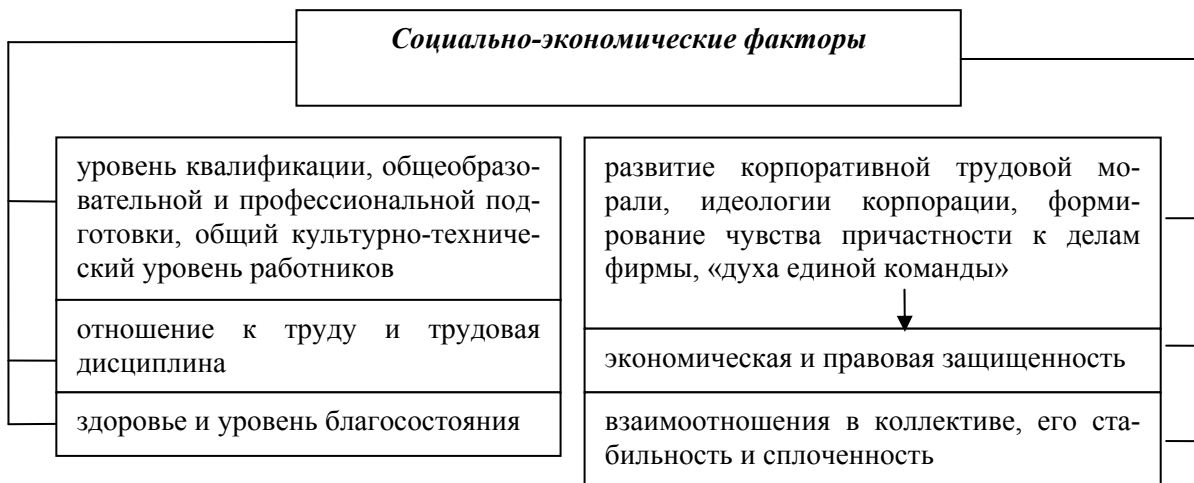 Социально-экономические факторы
уровень квалификации, общеобразо-
вательной и профессиональной под-
готовки, общий культурно-техниче-
ский уровень работников
отношение к труду и трудовая
дисциплина
здоровье и уровень благосостояния
развитие корпоративной трудовой мо-
рали, идеологии корпорации, форми-
рование чувства причастности к делам
фирмы, «духа единой команды»
экономическая и правовая защищенность
взаимоотношения в коллективе, его ста-
бильность и сплоченность